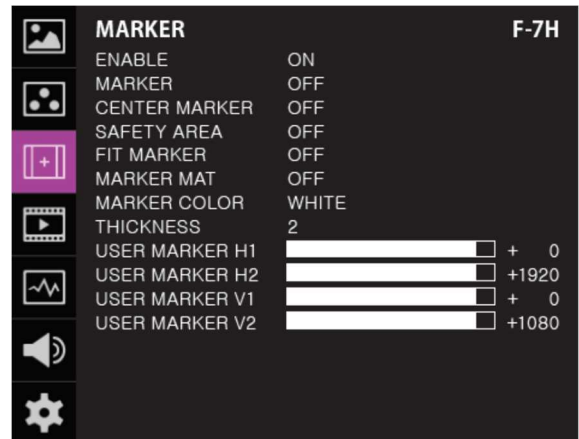 MARKER F-7H
ENABLE ON
MARKER OFF
CENTER MARKER OFF
SAFETY AREA OFF
FIT MARKER OFF
MARKER MAT OFF
MARKER COLOR WHITE
THICKNESS 2
USER MARKER H1 + 0
USER MARKER H2 +1920
USER MARKER V1 + 0
USER MARKER V2 +1080